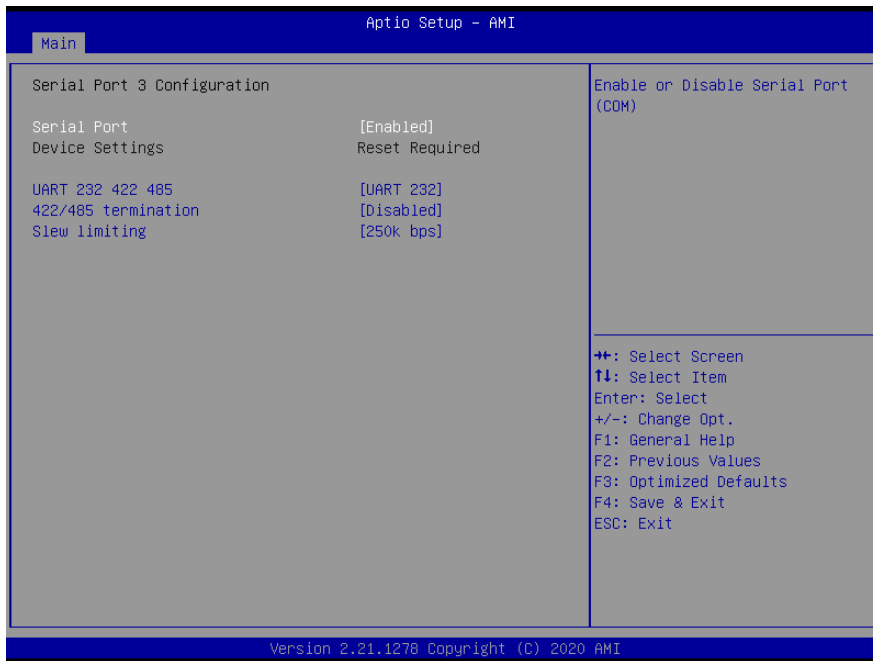 Aptio Setup - AMI
Main
Serial Port 3 Configuration
Serial Port [Enabled]
Device Settings Reset Required
UART 232 422 485 [UART 232]
422/485 termination [Disabled]
Slew limiting [250k bps]
Enable or Disable Serial Port
(COM)
→←: Select Screen
↑↓: Select Item
Enter: Select
+/-: Change Opt.
F1: General Help
F2: Previous Values
F3: Optimized Defaults
F4: Save & Exit
ESC: Exit
Version 2.21.1278 Copyright (C) 2020 AMI